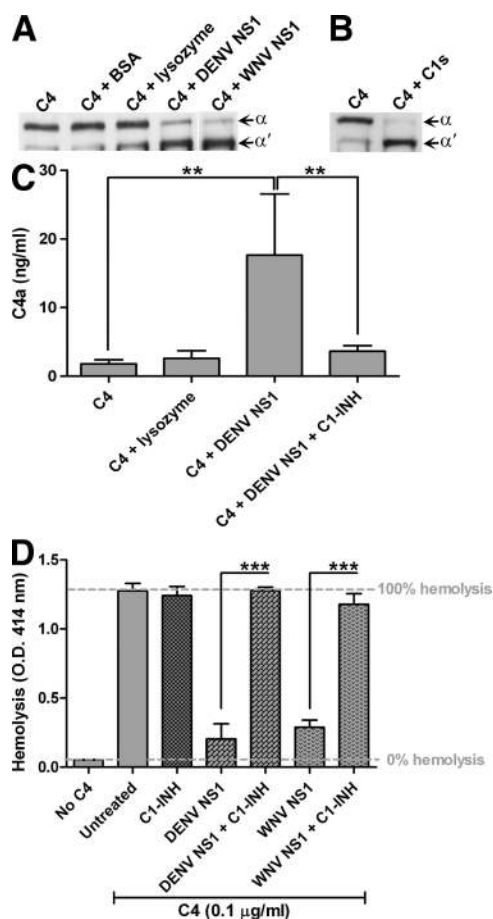 A
B
C4
C4 + BSA
C4 + lysozyme
C4 + DENV NS1
C4 + WNV NS1
α
α'
C4
C4 + C1s
α
α'
C
**
**
C4a (ng/ml)
30
20
10
0
C4
C4 + lysozyme
C4 + DENV NS1
C4 + DENV NS1 + C1-INH
D
***
***
100% hemolysis
0% hemolysis
Hemolysis (O.D. 414 nm)
1.5
1.0
0.5
0.0
No C4
Untreated
C1-INH
DENV NS1
DENV NS1 + C1-INH
WNV NS1
WNV NS1 + C1-INH
C4 (0.1 μg/ml)